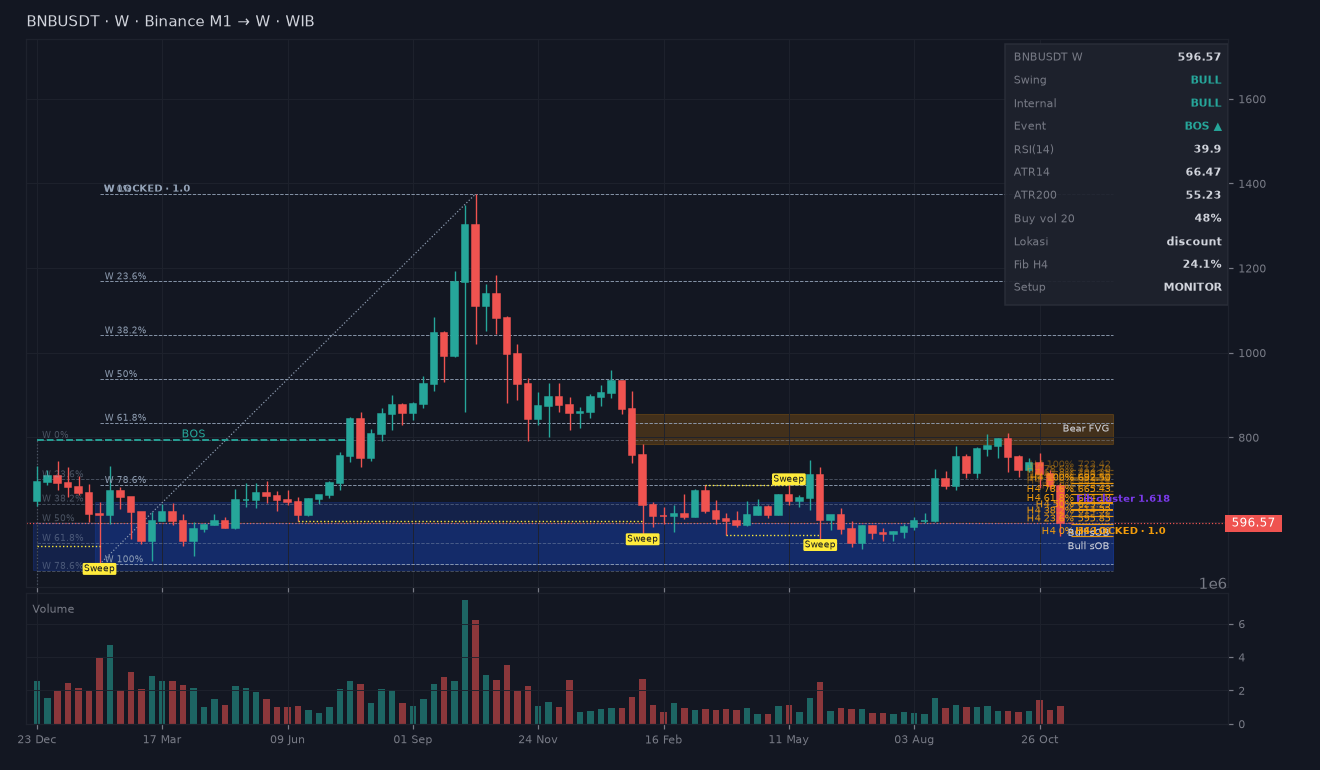 BNBUSDT · W · Binance M1 → W · WIB
BNBUSDT W 596.57
Swing BULL
Internal BULL
Event BOS ▲
RSI(14) 39.9
ATR14 66.47
ATR200 55.23
Buy vol 20 48%
Lokasi discount
Fib H4 24.1%
Setup MONITOR
1600
1400
1200
1000
800
W LOCKED · 1.0
W 23.6%
W 38.2%
W 50%
W 61.8%
W 0%
BOS
Bear FVG
W 78.6%
Sweep
W 38.2%
1.618
W 50%
596.57
W 61.8%
Sweep
Sweep
Bull sOB
W 100%
W 78.6%
Sweep
1e6
Volume
6
4
2
0
23 Dec
17 Mar
09 Jun
01 Sep
24 Nov
16 Feb
11 May
03 Aug
26 Oct